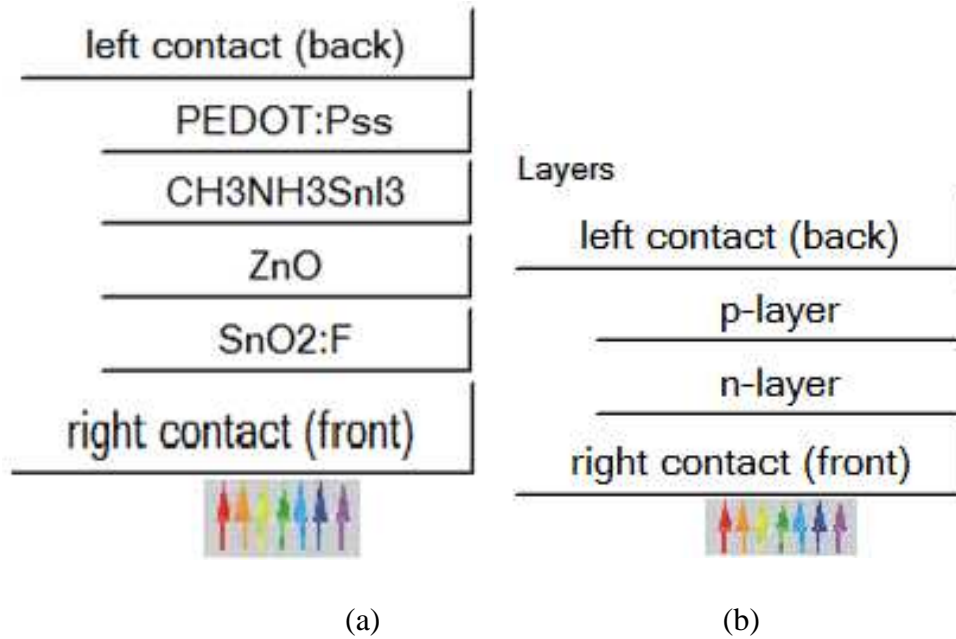 left contact (back)
PEDOT:Pss
CH3NH3SnI3
ZnO
SnO2:F
right contact (front)
Layers
left contact (back)
p-layer
n-layer
right contact (front)
(a)
(b)